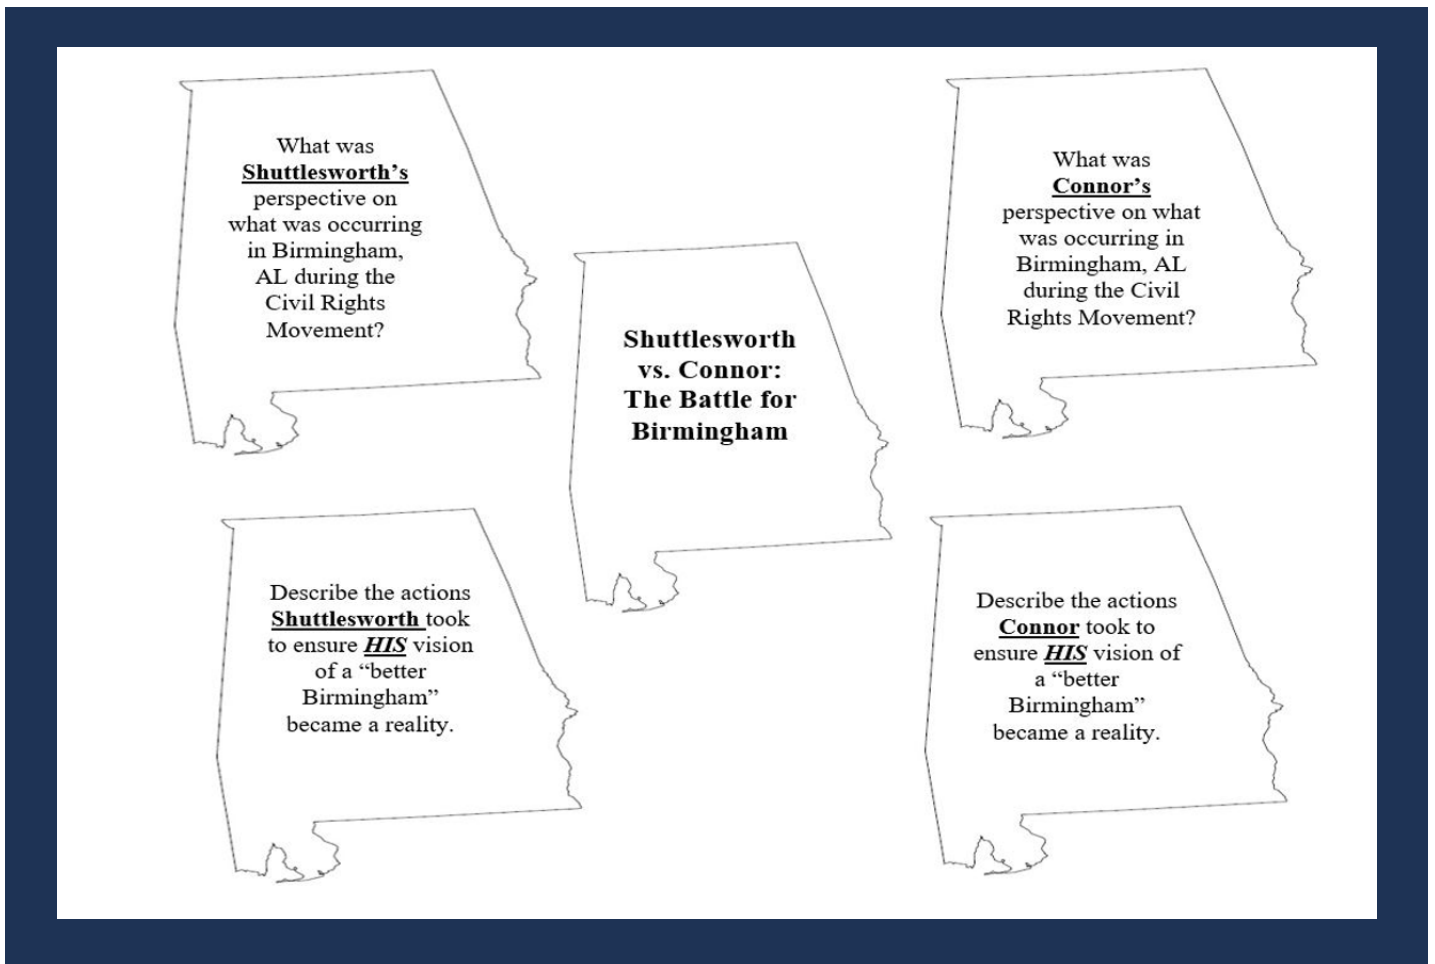 What was
Shuttlesworth’s
perspective on
what was occurring
in Birmingham,
AL during the
Civil Rights
Movement?
What was
Connor’s
perspective on what
was occurring in
Birmingham, AL
during the Civil
Rights Movement?
Shuttlesworth
vs. Connor:
The Battle for
Birmingham
Describe the actions
Shuttlesworth took
to ensure HIS vision
of a “better
Birmingham”
became a reality.
Describe the actions
Connor took to
ensure HIS vision of
a “better
Birmingham”
became a reality.